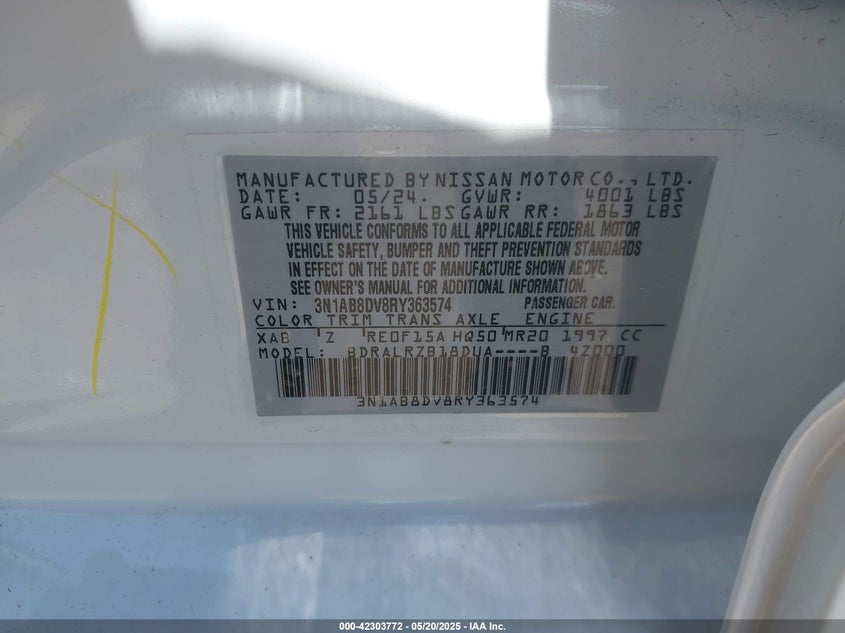 MANUFACTURED BY NISSAN MOTOR CO., LTD.
DATE: 05/24. GVWR: 4001 LBS
GAWR FR: 2161 LBS GAWR RR: 1863 LBS
THIS VEHICLE CONFORMS TO ALL APPLICABLE FEDERAL MOTOR
VEHICLE SAFETY, BUMPER AND THEFT PREVENTION STANDARDS
IN EFFECT ON THE DATE OF MANUFACTURE SHOWN ABOVE.
SEE OWNER'S MANUAL FOR ADDITIONAL INFORMATION.
VIN: 3N1AB8DV8RY363574 PASSENGER CAR.
COLOR TRIM TRANS AXLE ENGINE
XAB Z RE0F15A HQ50 MR20 1997 CC
MODEL: BDRALRZB18DUA----8 4Z000
3N1AB8DV8RY363574
000-42303772 - 05/20/2025 - IAA Inc.